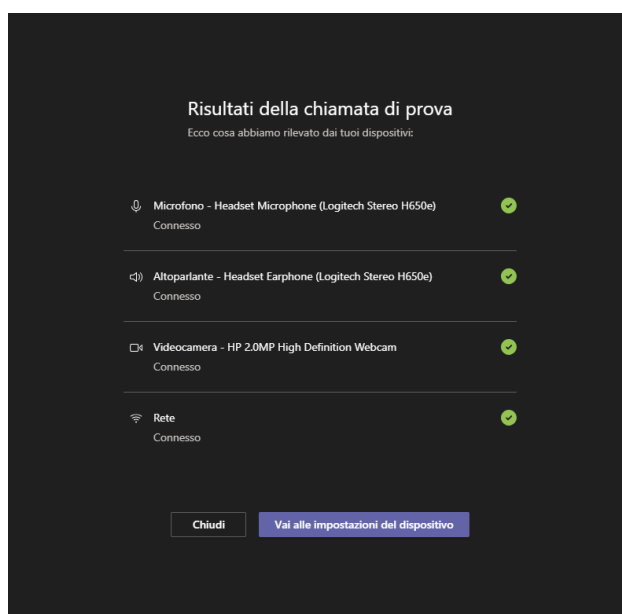 Risultati della chiamata di prova
Ecco cosa abbiamo rilevato dai tuoi dispositivi:
Microfono - Headset Microphone (Logitech Stereo H650e)
Connesso
Altoparlante - Headset Earphone (Logitech Stereo H650e)
Connesso
Videocamera - HP 2.0MP High Definition Webcam
Connesso
Rete
Connesso
Chiudi
Vai alle impostazioni del dispositivo